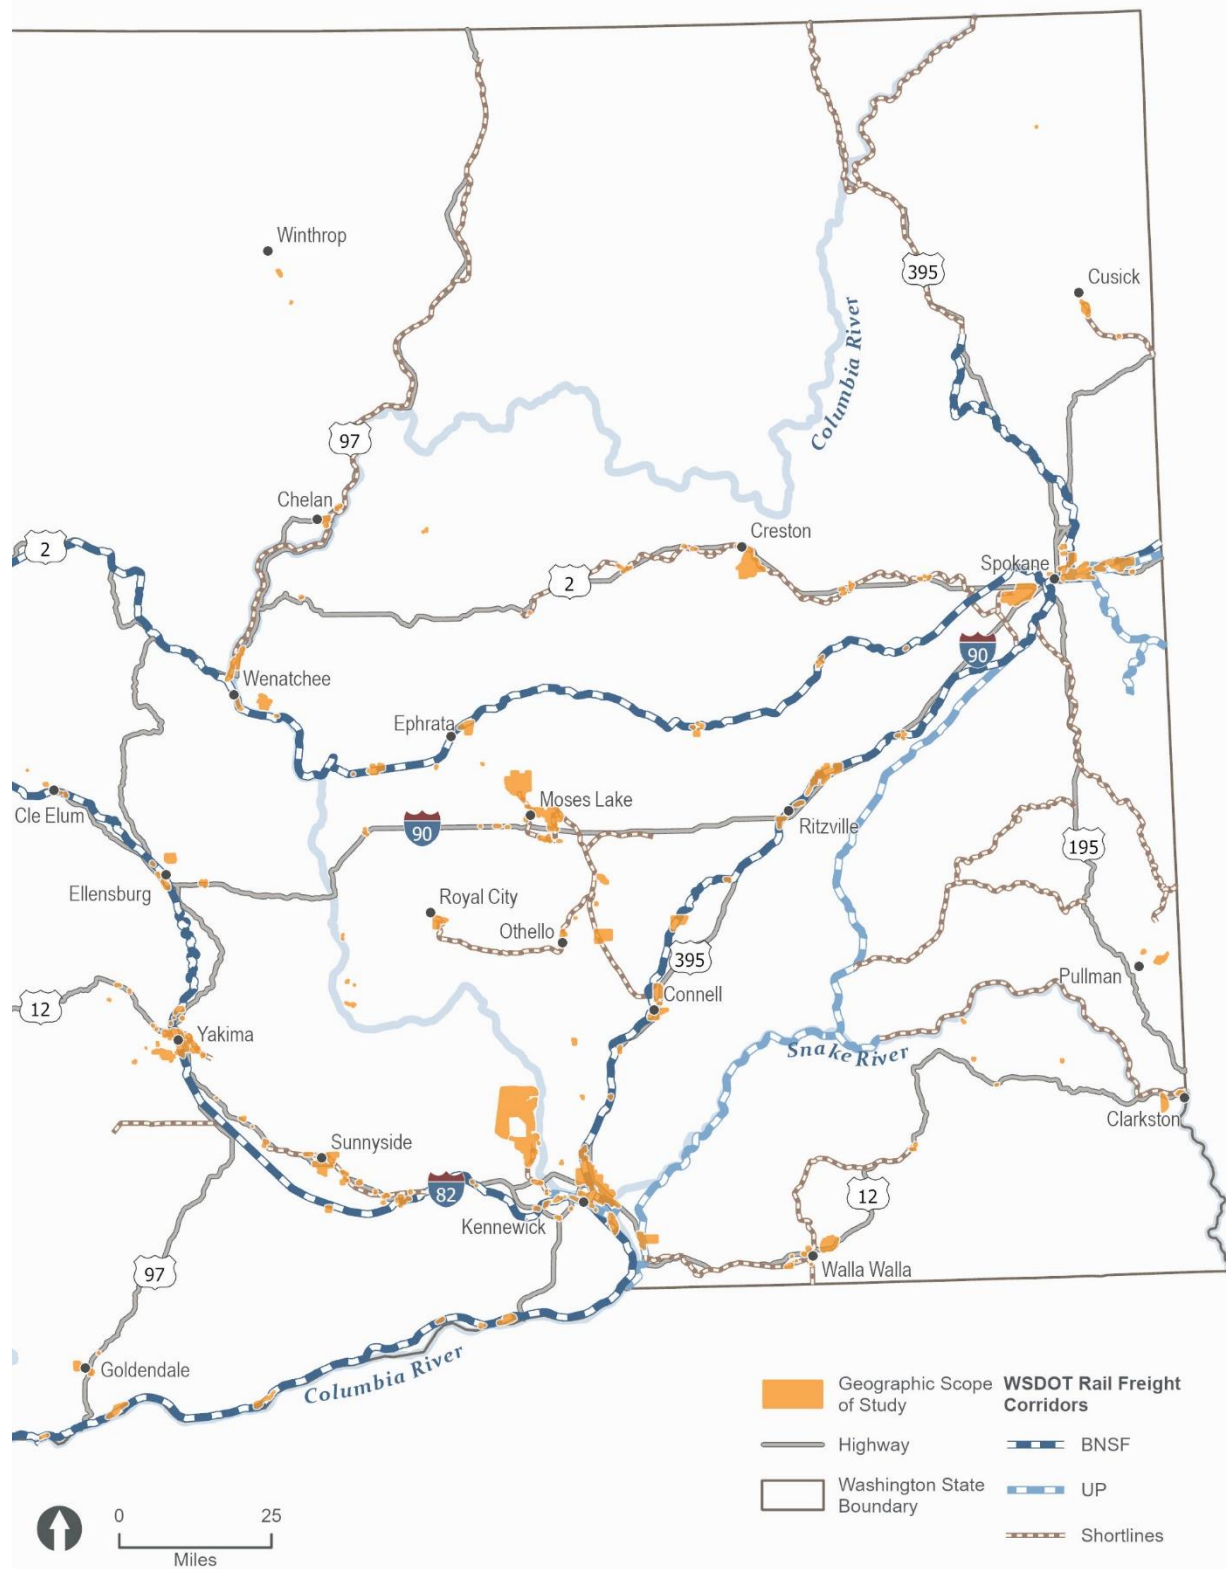 Winthrop
395
Cusick
Columbia River
97
Chelan
2
Creston
2
Spokane
90
Wenatchee
Ephrata
Moses Lake
Cle Elum
90
Ritzville
195
Ellensburg
Royal City
Othello
395
Pullman
Connell
12
Yakima
Snake River
Clarkston
Sunnyside
82
12
Kennewick
97
Walla Walla
Goldendale
Columbia River
Geographic Scope
of Study
Highway
Washington State
Boundary
WSDOT Rail Freight
Corridors
BNSF
UP
Shortlines
0 25
Miles